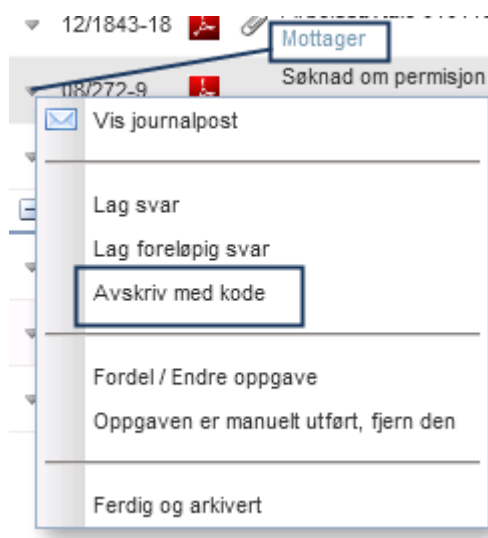 12/1843-18
Mottager
08/272-9 Søknad om permisjon
Vis journalpost
Lag svar
Lag foreløpig svar
Avskriv med kode
Fordel / Endre oppgave
Oppgaven er manuelt utført, fjern den
Ferdig og arkivert